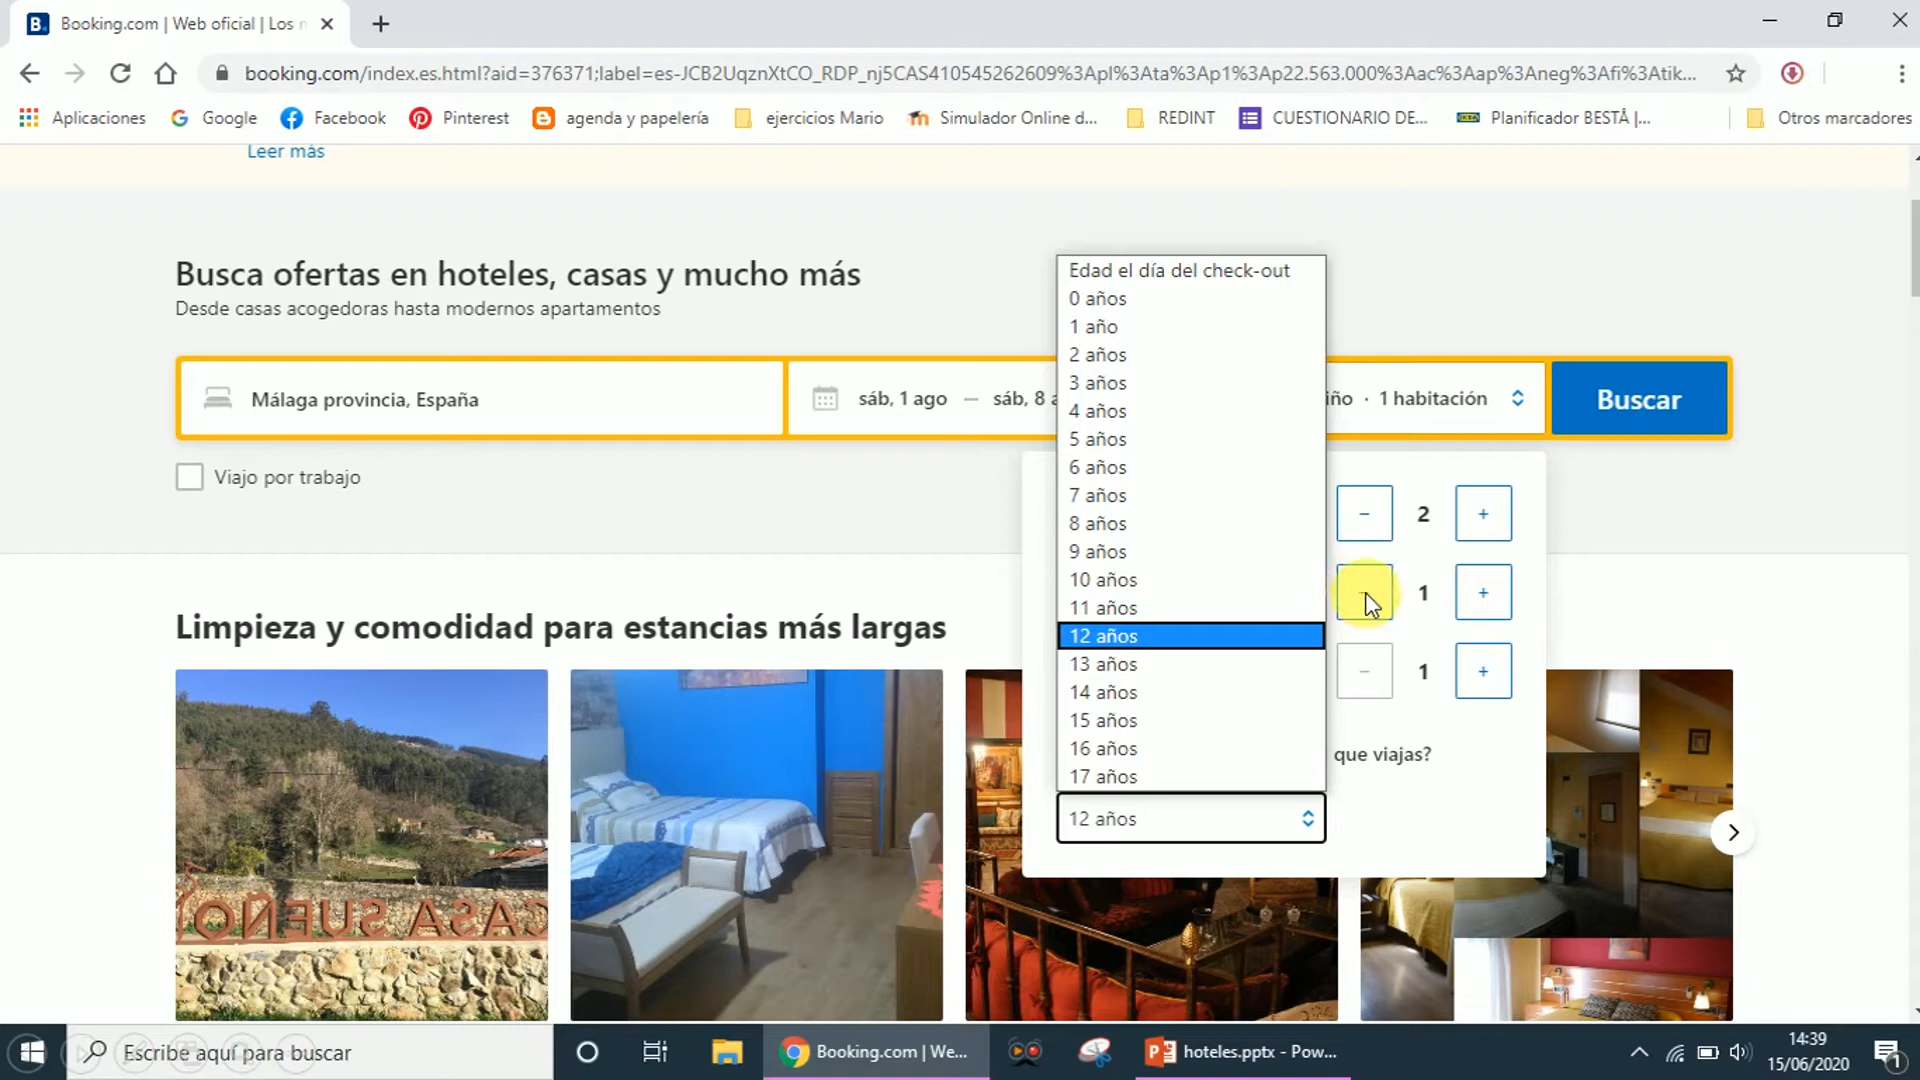 Booking.com | Web oficial | Los n
booking.com/index.es.html?aid=376371;label=es-JCB2UqznXtCO_RDP_nj5CAS410545262609%3Apl%3Ata%3Ap1%3Ap22.563.000%3Aac%3Aap%3Aneg%3Afi%3Atik...
Aplicaciones
Google
Facebook
Pinterest
agenda y papelería
ejercicios Mario
Simulador Online d...
REDINT
CUESTIONARIO DE...
Planificador BESTÅ |...
Otros marcadores
Leer más
Busca ofertas en hoteles, casas y mucho más
Desde casas acogedoras hasta modernos apartamentos
Málaga provincia, España
sáb, 1 ago — sáb, 8 a
iño · 1 habitación
Buscar
Viajo por trabajo
Edad el día del check-out
0 años
1 año
2 años
3 años
4 años
5 años
6 años
7 años
8 años
9 años
10 años
11 años
12 años
13 años
14 años
15 años
16 años
17 años
12 años
− 2 +
− 1 +
− 1 +
que viajas?
Limpieza y comodidad para estancias más largas
CASA SUEÑO
Escribe aquí para buscar
Booking.com | We...
hoteles.pptx - Pow...
14:39
15/06/2020
1